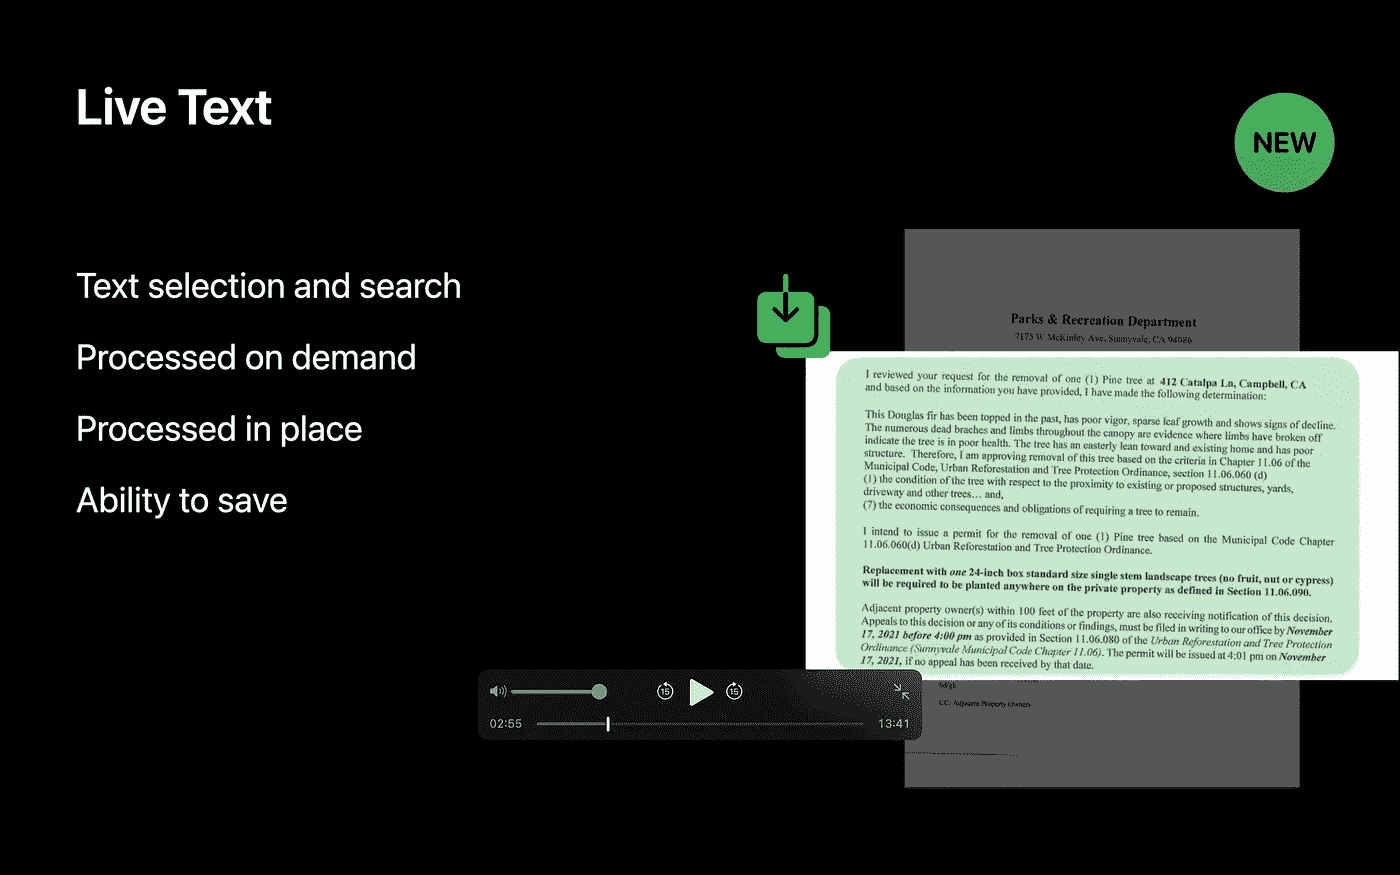 Live Text
NEW
Text selection and search
Processed on demand
Processed in place
Ability to save
Parks & Recreation Department
7175 W McKinley Ave, Sunnyvale, CA 94086
I reviewed your request for the removal of one (1) Pine tree at 412 Catalpa Ln, Campbell, CA
and based on the information you have provided, I have made the following determination:
This Douglas fir has been topped in the past, has poor vigor, sparse leaf growth and shows signs of decline.
The numerous dead braches and limbs throughout the canopy are evidence where limbs have broken off
indicate the tree is in poor health. The tree has an easterly lean toward and existing home and has poor
structure. Therefore, I am approving removal of this tree based on the criteria in Chapter 11.06 of the
Municipal Code, Urban Reforestation and Tree Protection Ordinance, section 11.06.060 (d)
(1) the condition of the tree with respect to the proximity to existing or proposed structures, yards,
driveway and other trees… and,
(7) the economic consequences and obligations of requiring a tree to remain.
I intend to issue a permit for the removal of one (1) Pine tree based on the Municipal Code Chapter
11.06.060(d) Urban Reforestation and Tree Protection Ordinance.
Replacement with one 24-inch box standard size single stem landscape trees (no fruit, nut or cypress)
will be required to be planted anywhere on the private property as defined in Section 11.06.090.
Adjacent property owner(s) within 100 feet of the property are also receiving notification of this decision.
Appeals to this decision or any of its conditions or findings, must be filed in writing to our office by November
17, 2021 before 4:00 pm as provided in Section 11.06.080 of the Urban Reforestation and Tree Protection
Ordinance (Sunnyvale Municipal Code Chapter 11.06). The permit will be issued at 4:01 pm on November
17, 2021, if no appeal has been received by that date.
CC: Adjacent Property Owners
15
15
02:55
13:41